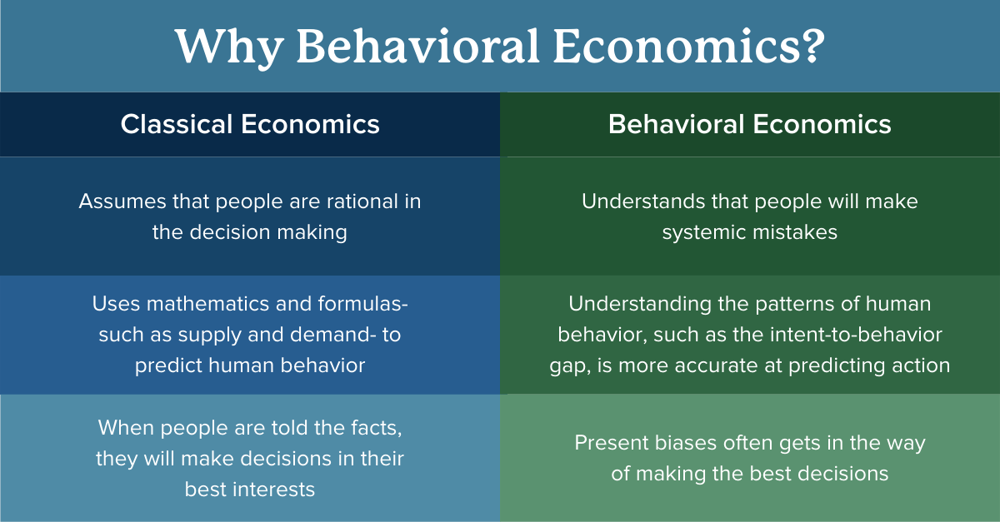 Why Behavioral Economics?
Classical Economics
Behavioral Economics
Assumes that people are rational in
the decision making
Understands that people will make
systemic mistakes
Uses mathematics and formulas-
such as supply and demand- to
predict human behavior
Understanding the patterns of human
behavior, such as the intent-to-behavior
gap, is more accurate at predicting action
When people are told the facts,
they will make decisions in their
best interests
Present biases often gets in the way
of making the best decisions